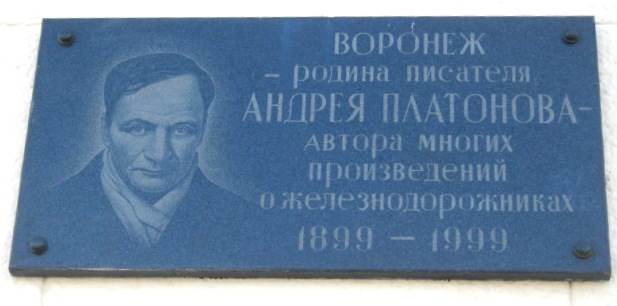 ВОРОНЕЖ
– родина писателя
АНДРЕЯ ПЛАТОНОВА –
автора многих
произведений
о железнодорожниках
1899 – 1999